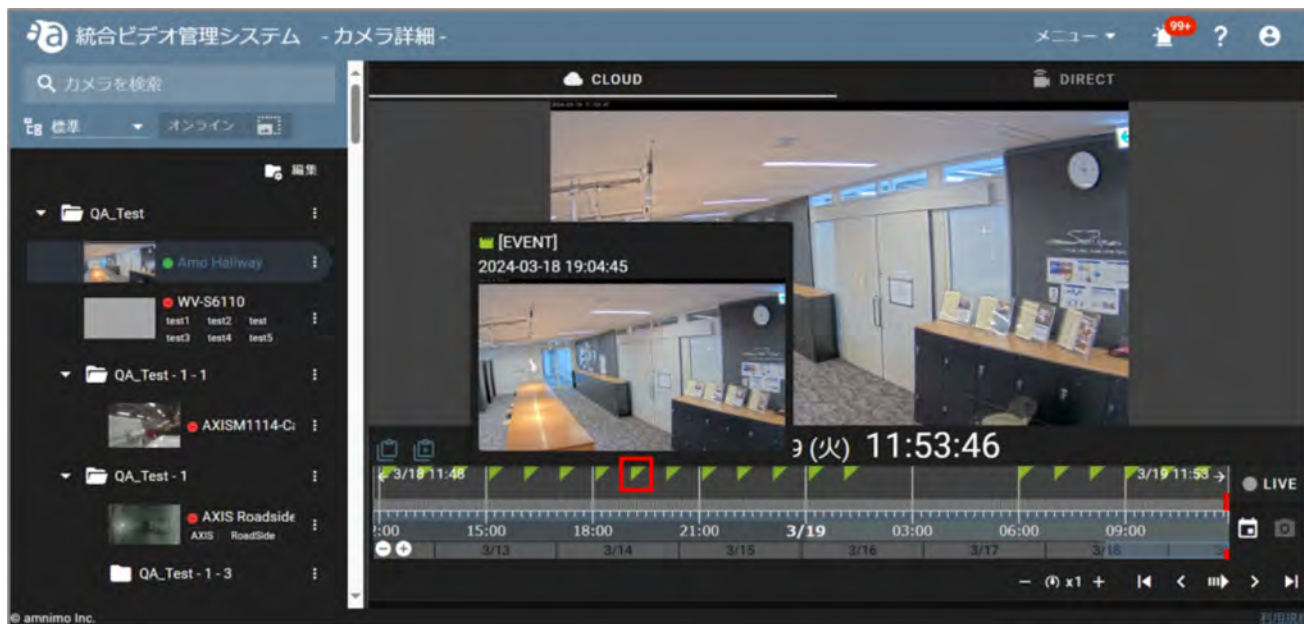 統合ビデオ管理システム - カメラ詳細 -
メニュー
99+
?
カメラを検索
標準
オンライン
編集
QA_Test
Amo Hallway
WV-S6110
test1 test2 test
test3 test4 test5
QA_Test - 1 - 1
AXISM1114-Ca
QA_Test - 1
AXIS Roadside
AXIS RoadSide
QA_Test - 1 - 3
CLOUD
DIRECT
[EVENT]
2024-03-18 19:04:45
9 (火) 11:53:46
3/18 11:48
3/19 11:53
LIVE
2:00 15:00 18:00 21:00 3/19 03:00 06:00 09:00
3/13 3/14 3/15 3/16 3/17 3/18
− x1 +
© amnimo Inc.